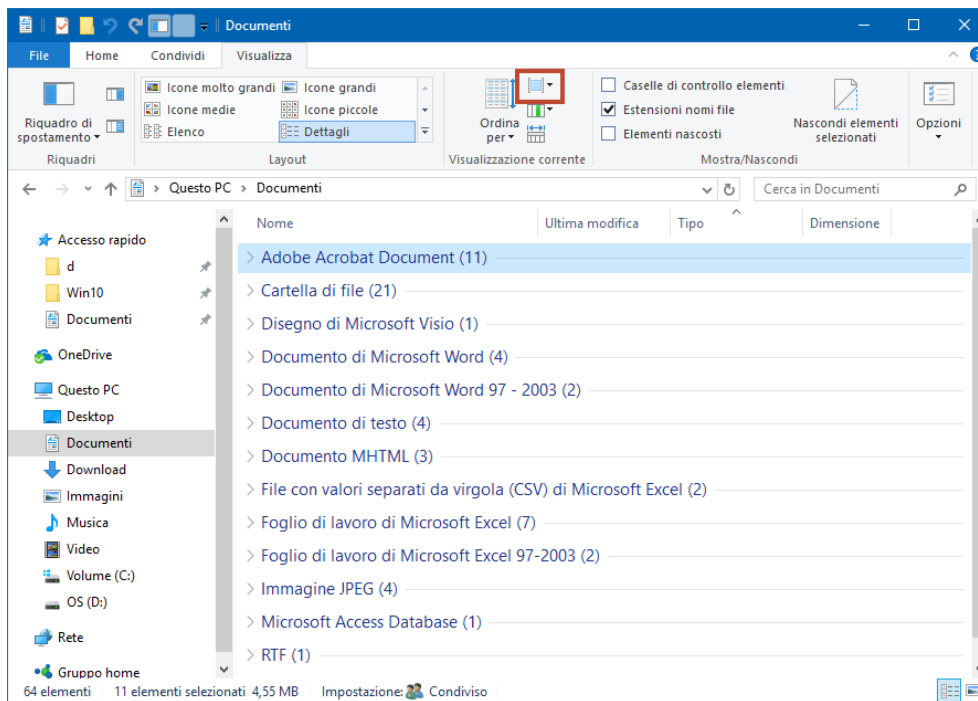 Documenti
File Home Condividi Visualizza
Icone molto grandi Icone grandi
Icone medie Icone piccole
Elenco Dettagli
Riquadro di
spostamento
Riquadri
Layout
Ordina
per
Visualizzazione corrente
Caselle di controllo elementi
Estensioni nomi file
Elementi nascosti
Nascondi elementi
selezionati
Mostra/Nascondi
Opzioni
Questo PC > Documenti
Cerca in Documenti
Nome Ultima modifica Tipo Dimensione
Accesso rapido
d
Win10
Documenti
OneDrive
Questo PC
Desktop
Documenti
Download
Immagini
Musica
Video
Volume (C:)
OS (D:)
Rete
Gruppo home
Adobe Acrobat Document (11)
Cartella di file (21)
Disegno di Microsoft Visio (1)
Documento di Microsoft Word (4)
Documento di Microsoft Word 97 - 2003 (2)
Documento di testo (4)
Documento MHTML (3)
File con valori separati da virgola (CSV) di Microsoft Excel (2)
Foglio di lavoro di Microsoft Excel (7)
Foglio di lavoro di Microsoft Excel 97-2003 (2)
Immagine JPEG (4)
Microsoft Access Database (1)
RTF (1)
64 elementi 11 elementi selezionati 4,55 MB Impostazione: Condiviso